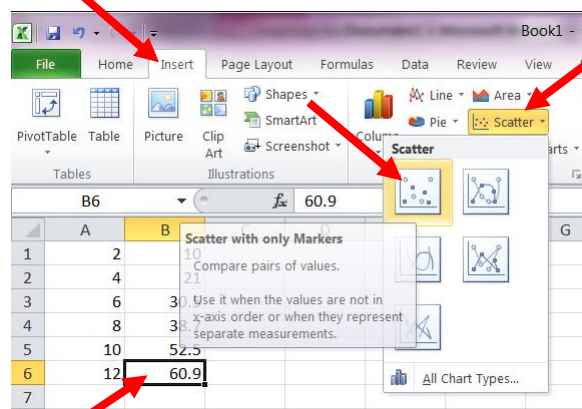 Book1 -
File Home Insert Page Layout Formulas Data Review View
PivotTable Table Picture Clip Art Shapes SmartArt Screenshot Line Area Pie Scatter
Tables Illustrations
B6 fx 60.9
Scatter
A B G
1 2 10
2 4 21
3 6
4 8
5 10 52.5
6 12 60.9
7
Scatter with only Markers
Compare pairs of values.
Use it when the values are not in
x-axis order or when they represent
separate measurements.
All Chart Types...